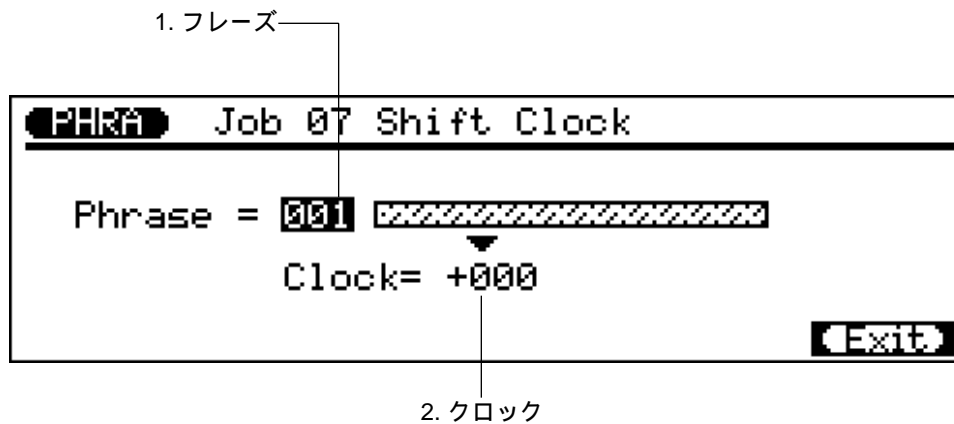 1. フレーズ
PHRA Job 07 Shift Clock
Phrase = 001
Clock= +000
Exit
2. クロック